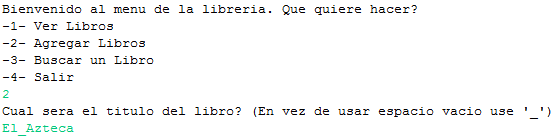 Bienvenido al menu de la libreria. Que quiere hacer?
-1- Ver Libros
-2- Agregar Libros
-3- Buscar un Libro
-4- Salir
2
Cual sera el titulo del libro? (En vez de usar espacio vacio use '_')
El_Azteca